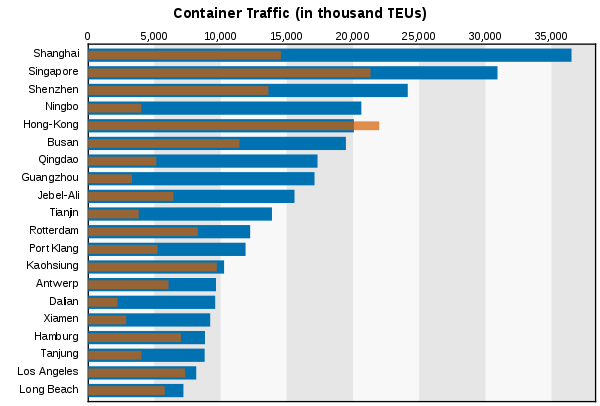 Container Traffic (in thousand TEUs)
0 5,000 10,000 15,000 20,000 25,000 30,000 35,000
Shanghai
Singapore
Shenzhen
Ningbo
Hong-Kong
Busan
Qingdao
Guangzhou
Jebel-Ali
Tianjin
Rotterdam
Port Klang
Kaohsiung
Antwerp
Dalian
Xiamen
Hamburg
Tanjung
Los Angeles
Long Beach